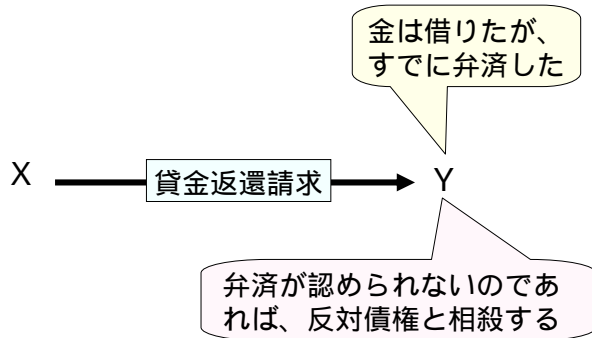 金は借りたが、
すでに弁済した
X
貸金返還請求
Y
弁済が認められないのであ
れば、反対債権と相殺する